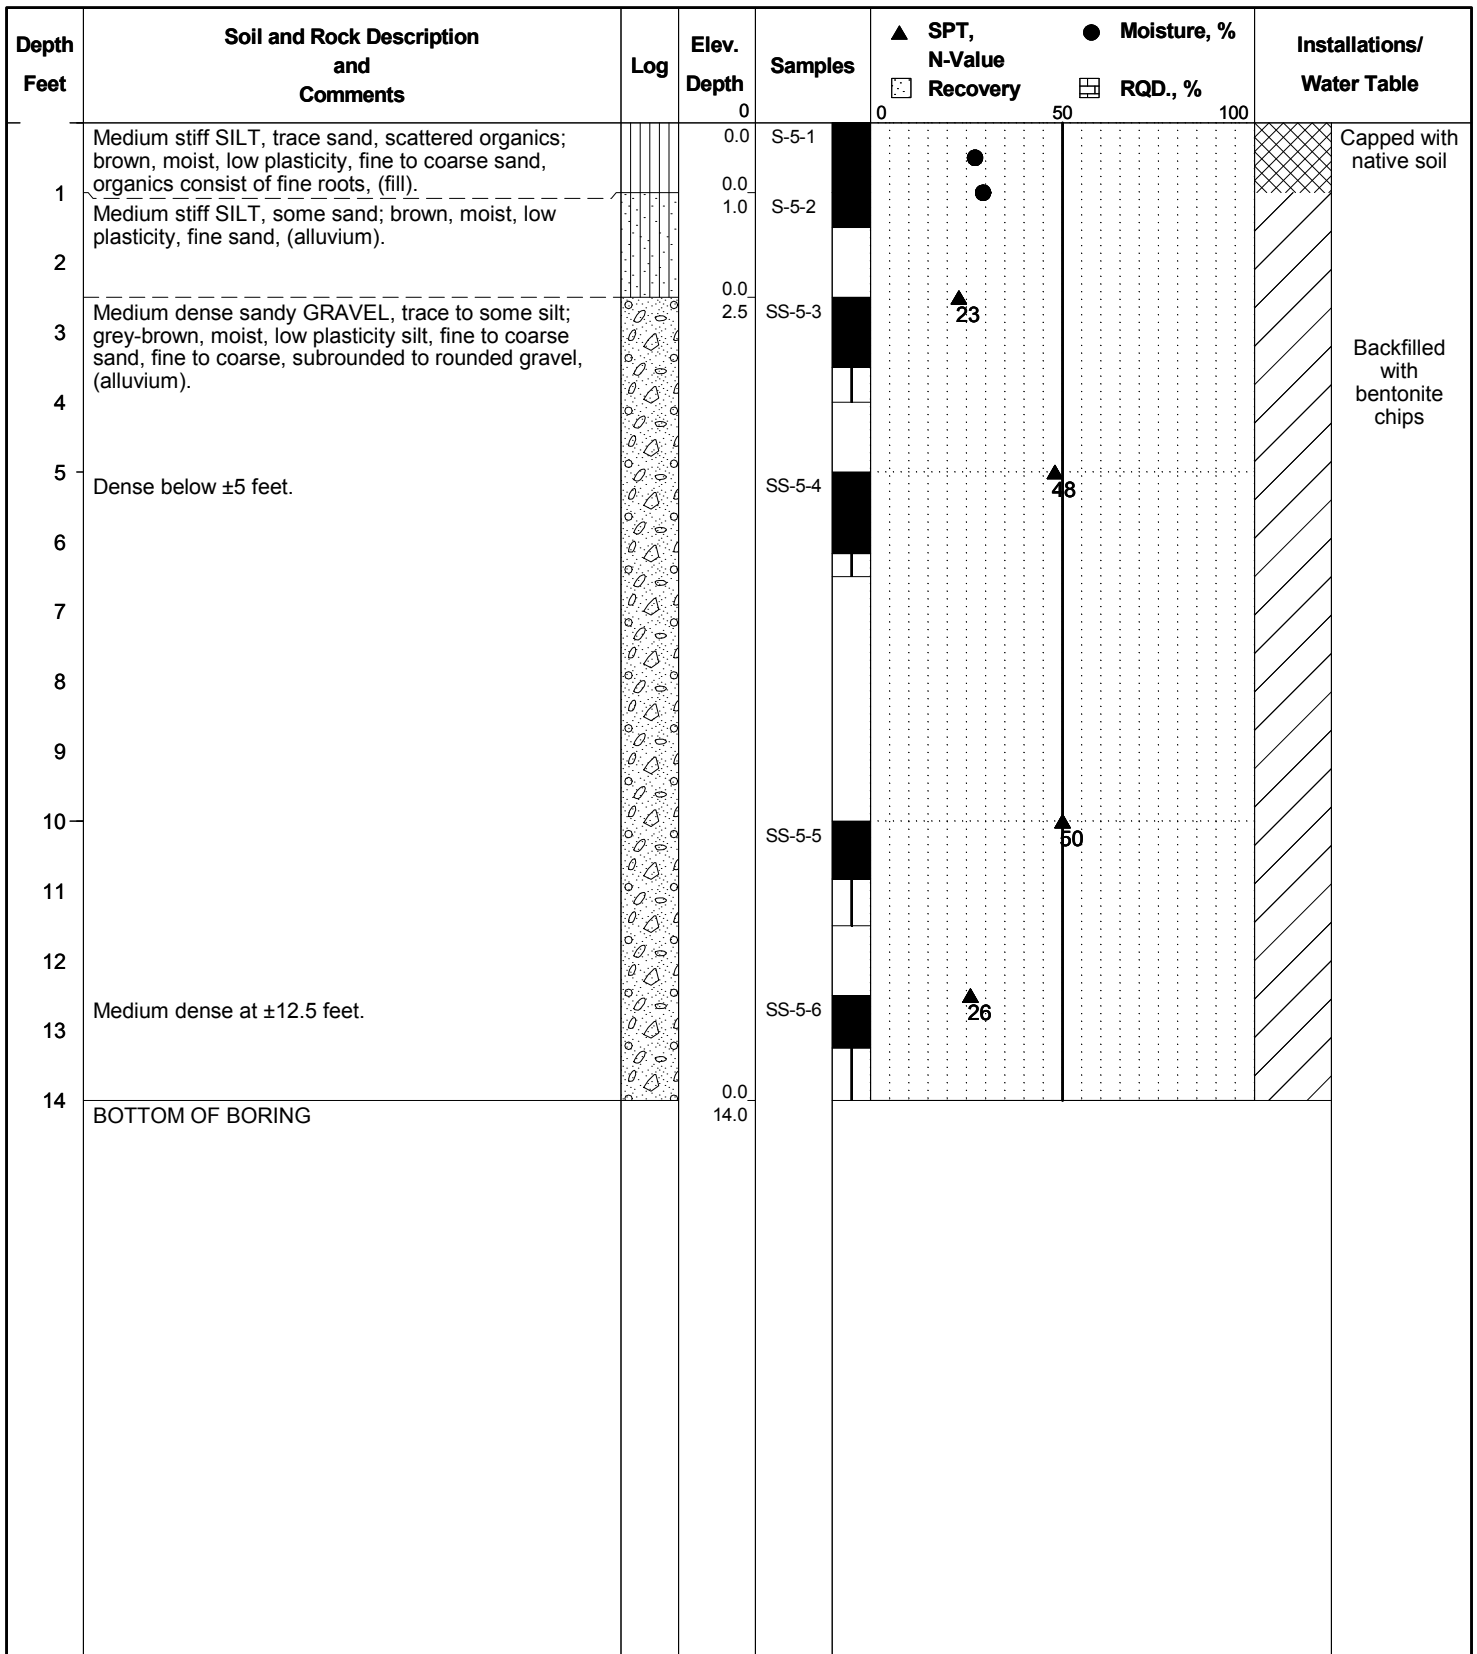 Depth
Feet
Soil and Rock Description
and
Comments
Log
Elev.
Depth
0
Samples
SPT,
N-Value
Moisture, %
Recovery
RQD., %
0 50 100
Installations/
Water Table
Medium stiff SILT, trace sand, scattered organics;
brown, moist, low plasticity, fine to coarse sand,
organics consist of fine roots, (fill).
0.0
S-5-1
Capped with
native soil
0.0
1
Medium stiff SILT, some sand; brown, moist, low
plasticity, fine sand, (alluvium).
1.0
S-5-2
2
0.0
Medium dense sandy GRAVEL, trace to some silt;
grey-brown, moist, low plasticity silt, fine to coarse
sand, fine to coarse, subrounded to rounded gravel,
(alluvium).
2.5
SS-5-3
23
3
Backfilled
with
bentonite
chips
4
5
Dense below ±5 feet.
SS-5-4
48
6
7
8
9
10
SS-5-5
50
11
12
Medium dense at ±12.5 feet.
SS-5-6
26
13
0.0
14
BOTTOM OF BORING
14.0